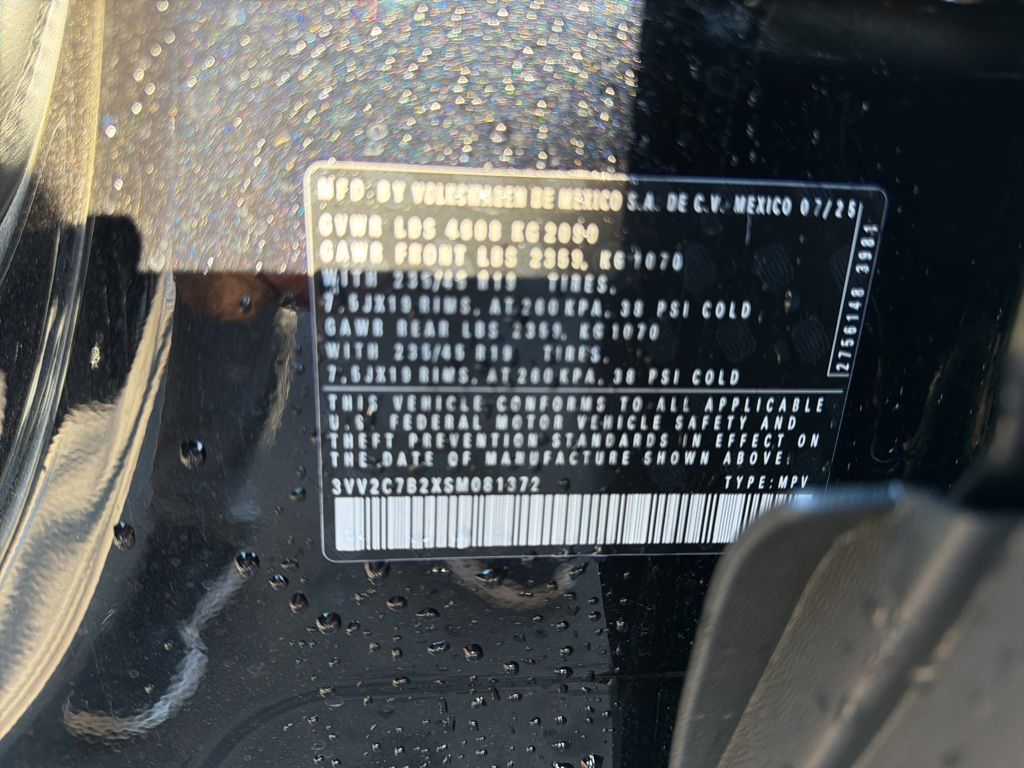 MFD BY VOLKSWAGEN DE MEXICO S.A. DE C.V. MEXICO 07/25
GVWR LBS 4608 KG 2090
GAWR FRONT LBS 2359, KG 1070
WITH 235/45 R19 TIRES,
7.5JX19 RIMS, AT 260 KPA, 38 PSI COLD
GAWR REAR LBS 2359, KG 1070
WITH 235/45 R19 TIRES,
7.5JX19 RIMS, AT 260 KPA, 38 PSI COLD
2756148 3981
THIS VEHICLE CONFORMS TO ALL APPLICABLE
U.S. FEDERAL MOTOR VEHICLE SAFETY AND
THEFT PREVENTION STANDARDS IN EFFECT ON
THE DATE OF MANUFACTURE SHOWN ABOVE.
3VV2C7B2XSM081372 TYPE: MPV